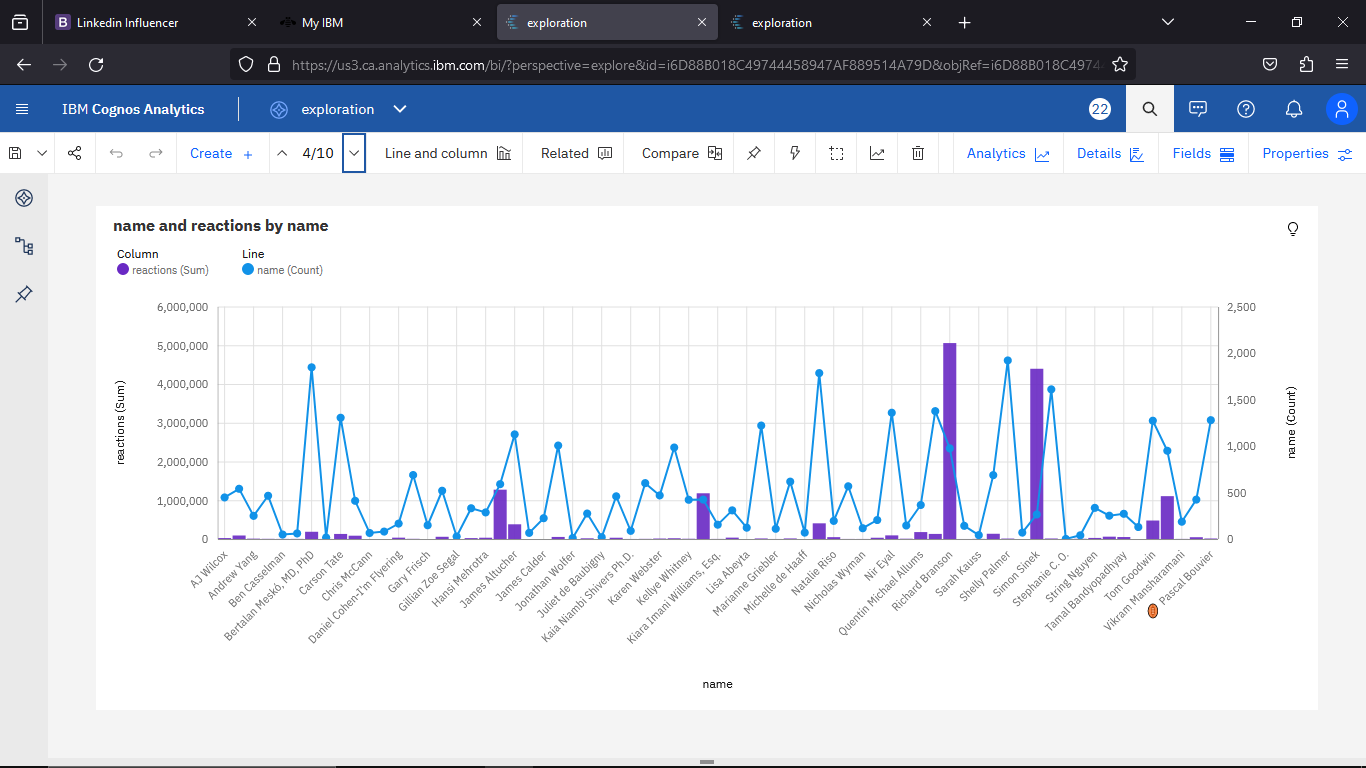 Linkedin Influencer
My IBM
exploration
exploration
https://us3.ca.analytics.ibm.com/bi/?perspective=explore&id=i6D88B018C49744458947AF889514A79D&objRef=i6D88B018C4974
IBM Cognos Analytics
exploration
22
Create +
4/10
Line and column
Related
Compare
Analytics
Details
Fields
Properties
name and reactions by name
Column
Line
reactions (Sum)
name (Count)
6,000,000
5,000,000
4,000,000
3,000,000
2,000,000
1,000,000
0
reactions (Sum)
2,500
2,000
1,500
1,000
500
0
name (Count)
AJ Wilcox
Andrew Yang
Ben Casselman
Bertalan Meskó, MD, PhD
Carson Tate
Chris McCann
Daniel Cohen-I'm Flyering
Gary Frisch
Gillian Zoe Segal
Hansi Mehrotra
James Altucher
James Calder
Jonathan Wolfer
Juliet de Baubigny
Kaia Niambi Shivers Ph.D.
Karen Webster
Kellye Whitney
Kiara Imani Williams, Esq.
Lisa Abeyta
Marianne Griebler
Michelle de Haaff
Natalie Riso
Nicholas Wyman
Nir Eyal
Quentin Michael Allums
Richard Branson
Sarah Kauss
Shelly Palmer
Simon Sinek
Stephanie C. O.
String Nguyen
Tamal Bandyopadhyay
Tom Goodwin
Vikram Mansharamani
Pascal Bouvier
name